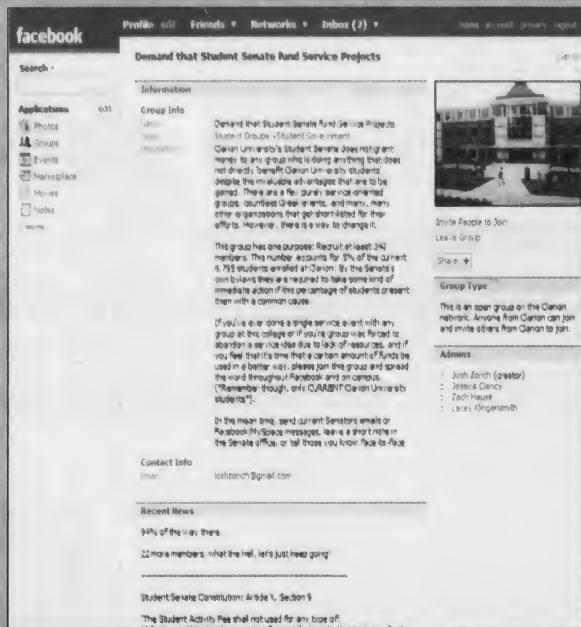 facebook
Profile edit Friends Networks Inbox (2)
home account privacy logout
Search
Applications edit
Photos
Groups
Events
Marketplace
Movies
Notes
Demand that Student Senate Fund Service Projects
Information
Group Info
Demand that Student Senate Fund Service Projects
Student Groups - Student Government
Clarion University's Student Senate does not grant
money to any group who is doing anything that does
not directly 'benefit Clarion University students'
despite the invaluable advantages that are to be
gained. There are a few purely service oriented
groups, countless Greek events, and many, many
other organizations that get short-listed for their
efforts. However, there is a way to change it.
This group has one purpose: Recruit at least 340
members. This number accounts for 5% of the current
6,795 students enrolled at Clarion. By the Senate's
own bylaws they are required to take some kind of
immediate action if this percentage of students present
them with a common cause.
If you've ever done a single service event with any
group at this college or if you're group was forced to
abandon a service idea due to lack of resources, and if
you feel that it's time that a certain amount of funds be
used in a better way, please join the group and spread
the word throughout Facebook and on campus.
(*Remember though, only CURRENT Clarion University
students*).
In the mean time, send current Senators emails or
Facebook/MySpace messages, leave a short note in
the Senate office, or tell those you know face-to-face
Contact Info
Email:
joshzorich@gmail.com
Recent News
94% of the way there.
22 more members, what the Hell, let's just keep going!
Student Senate Constitution: Article X, Section 9
'The Student Activity Fee shall not used for any type of:
Invite People to Join
Leave Group
Share +
Group Type
This is an open group on the Clarion
network. Anyone from Clarion can join
and invite others from Clarion to join.
Admins
Josh Zorich (creator)
Jessica Clancy
Zach Hause
Lacey Klingensmith